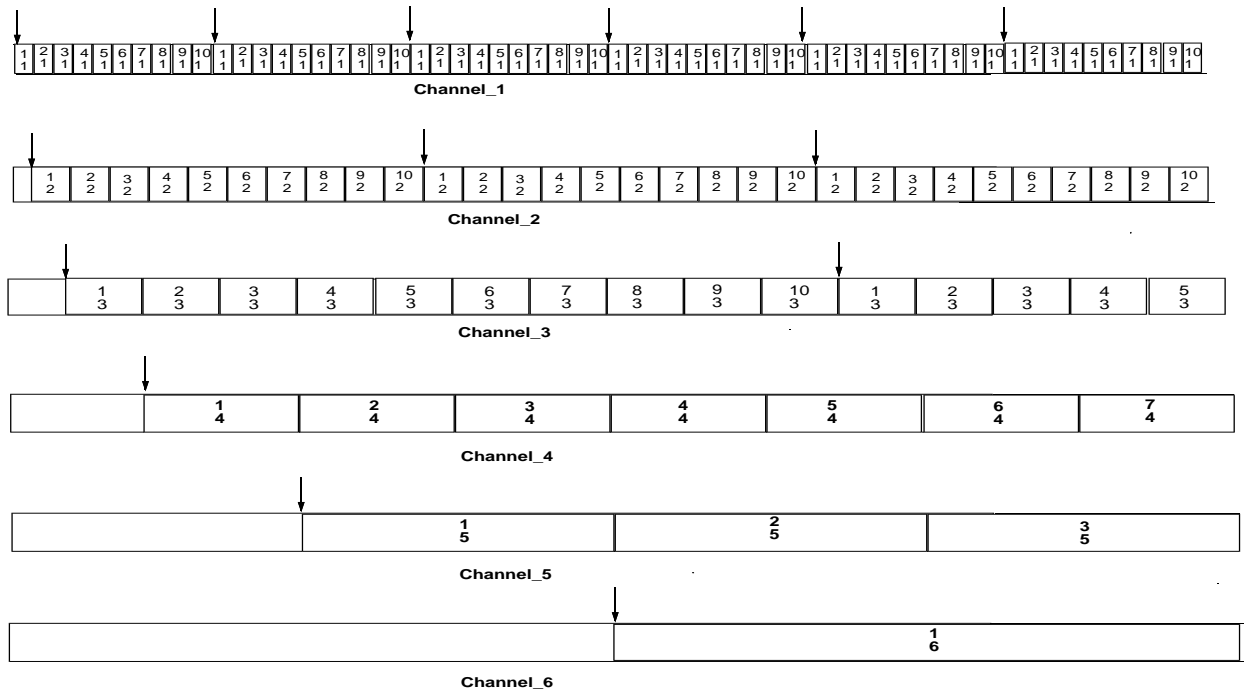 1 2 3 4 5 6 7 8 9 10 1 2 3 4 5 6 7 8 9 10 1 2 3 4 5 6 7 8 9 10 1 2 3 4 5 6 7 8 9 10 1 2 3 4 5 6 7 8 9 10 1 2 3 4 5 6 7 8 9 10
1 1 1 1 1 1 1 1 1 1 1 1 1 1 1 1 1 1 1 1 1 1 1 1 1 1 1 1 1 1 1 1 1 1 1 1 1 1 1 1 1 1 1 1 1 1 1 1 1 1 1 1 1 1 1 1 1 1 1 1
Channel_1
1 2 3 4 5 6 7 8 9 10 1 2 3 4 5 6 7 8 9 10 1 2 3 4 5 6 7 8 9 10
2 2 2 2 2 2 2 2 2 2 2 2 2 2 2 2 2 2 2 2 2 2 2 2 2 2 2 2 2 2
Channel_2
1 2 3 4 5 6 7 8 9 10 1 2 3 4 5
3 3 3 3 3 3 3 3 3 3 3 3 3 3 3
Channel_3
1 2 3 4 5 6 7
4 4 4 4 4 4 4
Channel_4
1 2 3
5 5 5
Channel_5
1
6
Channel_6